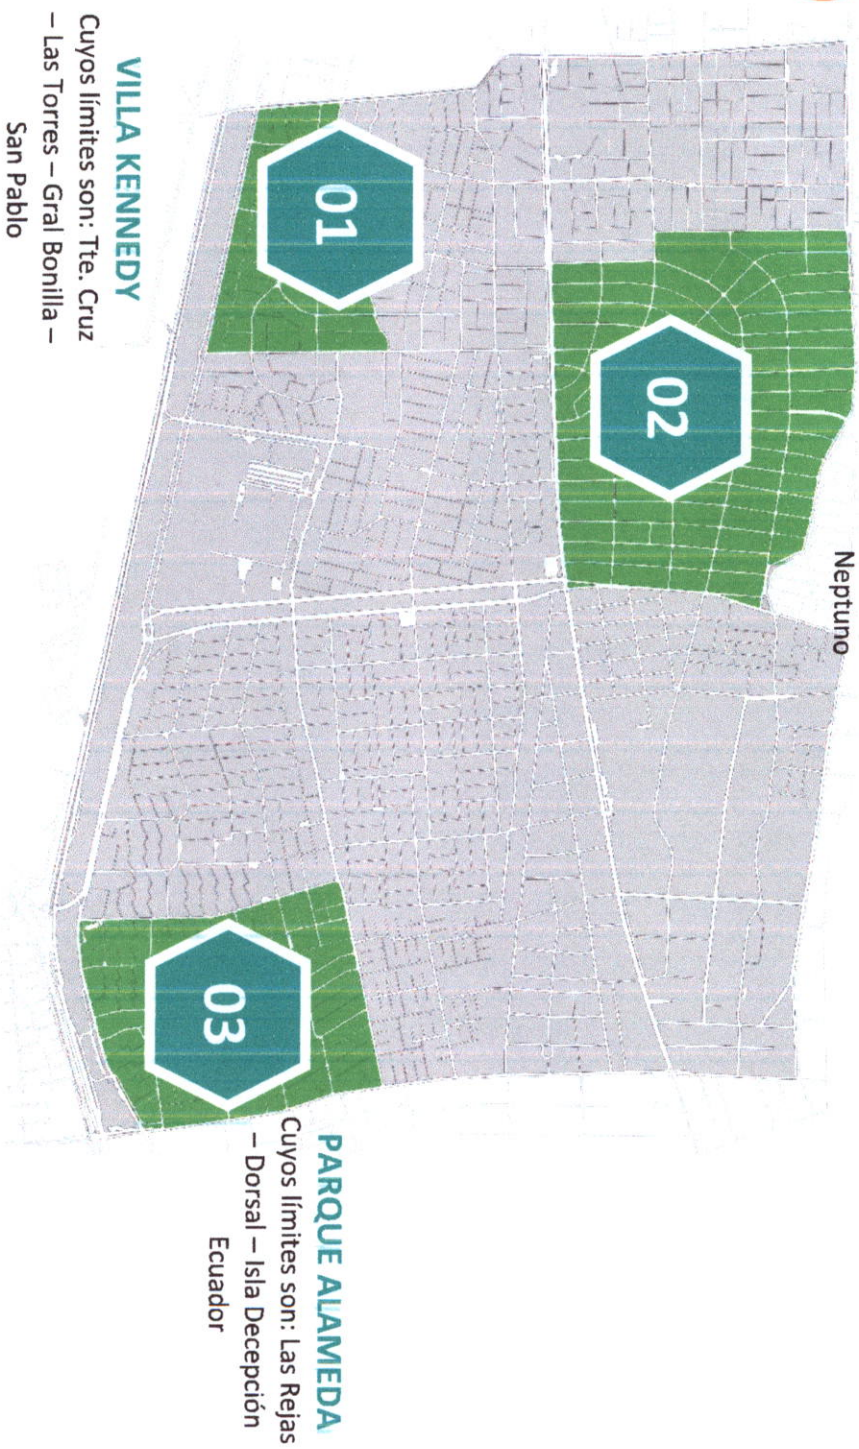 Neptuno
02
01
PARQUE ALAMEDA
Cuyos límites son: Las Rejas
– Dorsal – Isla Decepción
Ecuador
03
VILLA KENNEDY
Cuyos límites son: Tte. Cruz
– Las Torres – Gral Bonilla –
San Pablo